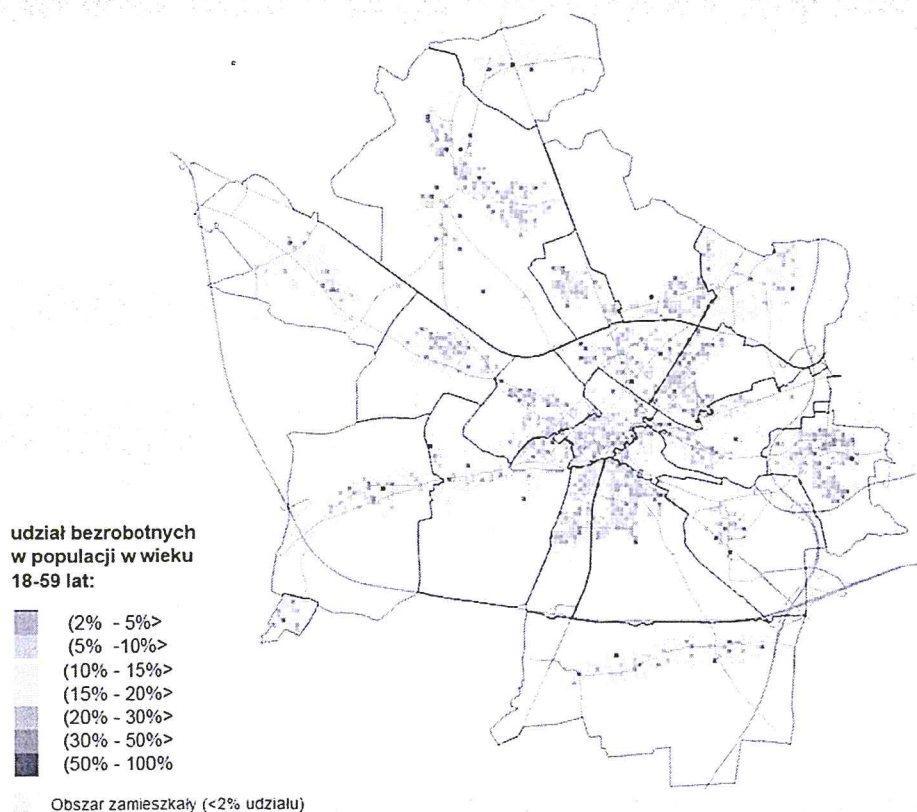 udział bezrobotnych
w populacji w wieku
18-59 lat:
(2% - 5%>
(5% -10%>
(10% - 15%>
(15% - 20%>
(20% - 30%>
(30% - 50%>
(50% - 100%
Obszar zamieszkały (<2% udziału)